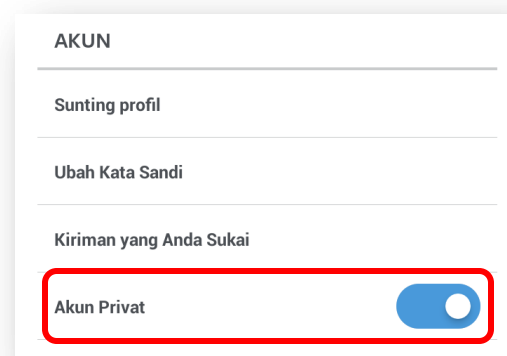 AKUN
Sunting profil
Ubah Kata Sandi
Kiriman yang Anda Sukai
Akun Privat